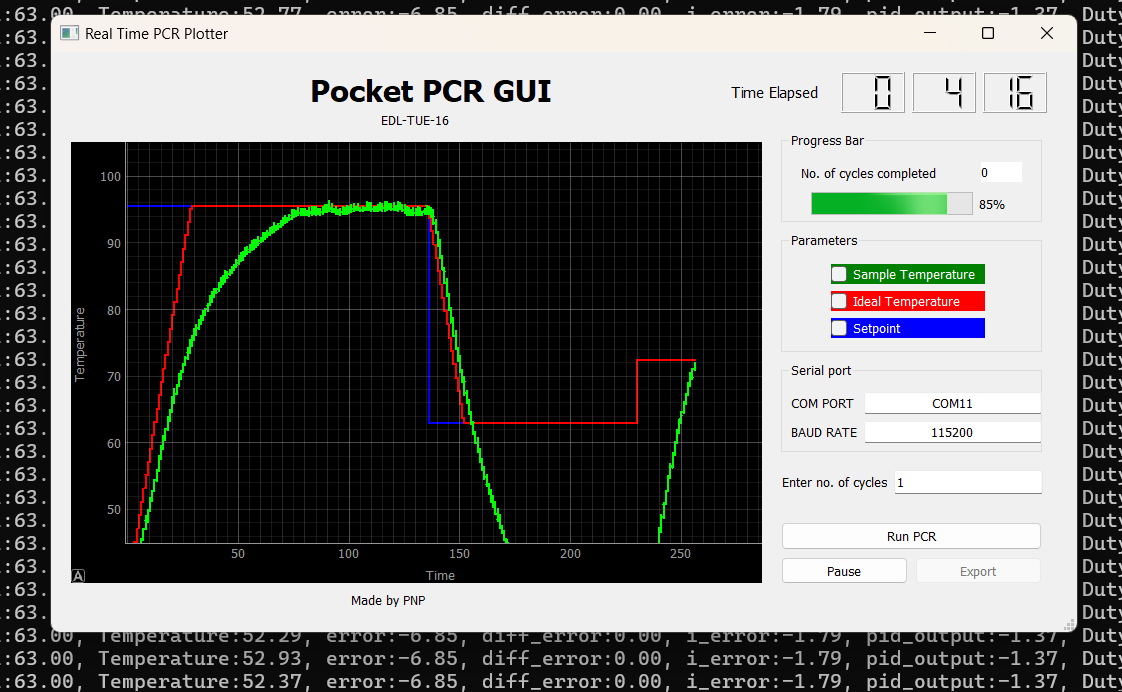 :63.00, Temperature:52.77, error:-6.85, diff_error:0.00, i_error:-1.79, pid_output:-1.37, Duty
Real Time PCR Plotter
Pocket PCR GUI
EDL-TUE-16
Time Elapsed
0
4
16
Progress Bar
No. of cycles completed
0
85%
Parameters
Sample Temperature
Ideal Temperature
Setpoint
Serial port
COM PORT
COM11
BAUD RATE
115200
Enter no. of cycles
1
Run PCR
Pause
Export
Temperature
100
90
80
70
60
50
50
100
150
200
250
Time
A
Made by PNP
:63.00, Temperature:52.29, error:-6.85, diff_error:0.00, i_error:-1.79, pid_output:-1.37, Duty
:63.00, Temperature:52.93, error:-6.85, diff_error:0.00, i_error:-1.79, pid_output:-1.37, Duty
:63.00, Temperature:52.37, error:-6.85, diff_error:0.00, i_error:-1.79, pid_output:-1.37, Duty